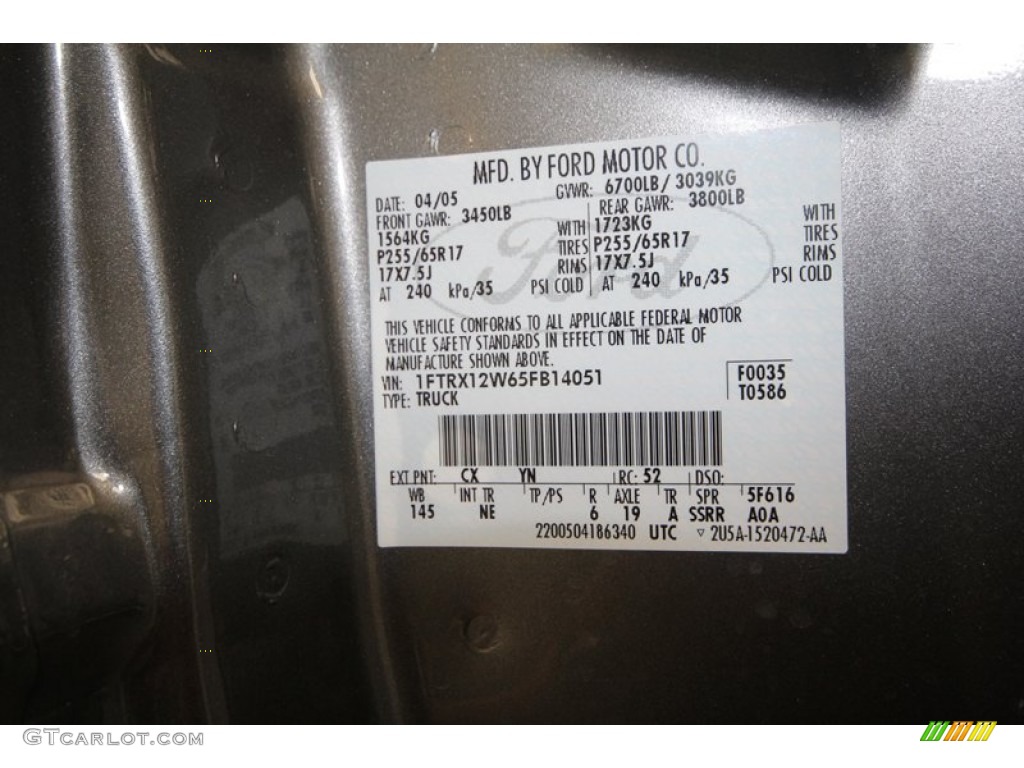 MFD. BY FORD MOTOR CO.
DATE: 04/05 GVWR: 6700LB/ 3039KG
FRONT GAWR: 3450LB REAR GAWR: 3800LB
1564KG WITH 1723KG WITH
P255/65R17 TIRES P255/65R17 TIRES
17X7.5J RIMS 17X7.5J RIMS
AT 240 kPa/35 PSI COLD AT 240 kPa/35 PSI COLD
Ford
THIS VEHICLE CONFORMS TO ALL APPLICABLE FEDERAL MOTOR
VEHICLE SAFETY STANDARDS IN EFFECT ON THE DATE OF
MANUFACTURE SHOWN ABOVE.
VIN: 1FTRX12W65FB14051 F0035
TYPE: TRUCK T0586
EXT PNT: CX YN RC: 52 DSO:
WB INT TR TP/PS R AXLE TR SPR 5F616
145 NE 6 19 A SSRR A0A
2200504186340 UTC ▽ 2U5A-1520472-AA
GTCARLOT.COM